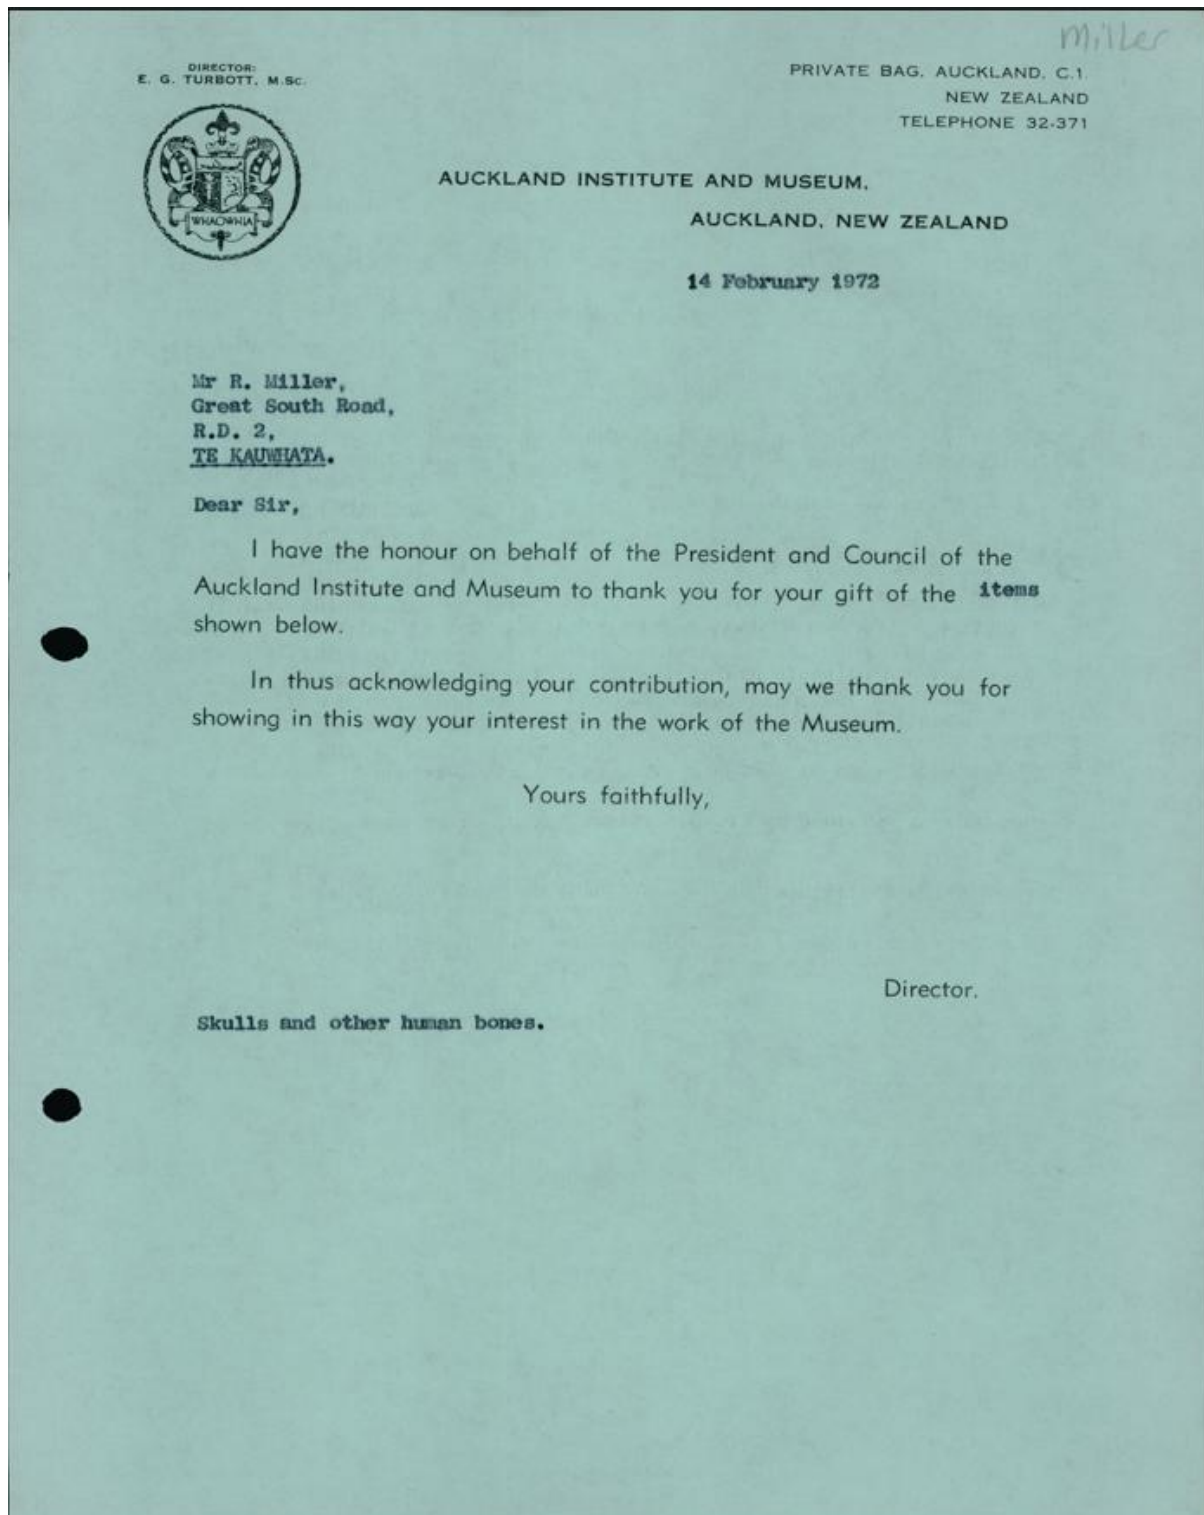 Miller
DIRECTOR:
E. G. TURBOTT, M.Sc.
PRIVATE BAG, AUCKLAND, C.1.
NEW ZEALAND
TELEPHONE 32-371
WHAOWHIA
AUCKLAND INSTITUTE AND MUSEUM,
AUCKLAND, NEW ZEALAND
14 February 1972
Mr R. Miller,
Great South Road,
R.D. 2,
TE KAUWHATA.
Dear Sir,
I have the honour on behalf of the President and Council of the
Auckland Institute and Museum to thank you for your gift of the items
shown below.
In thus acknowledging your contribution, may we thank you for
showing in this way your interest in the work of the Museum.
Yours faithfully,
Director.
Skulls and other human bones.